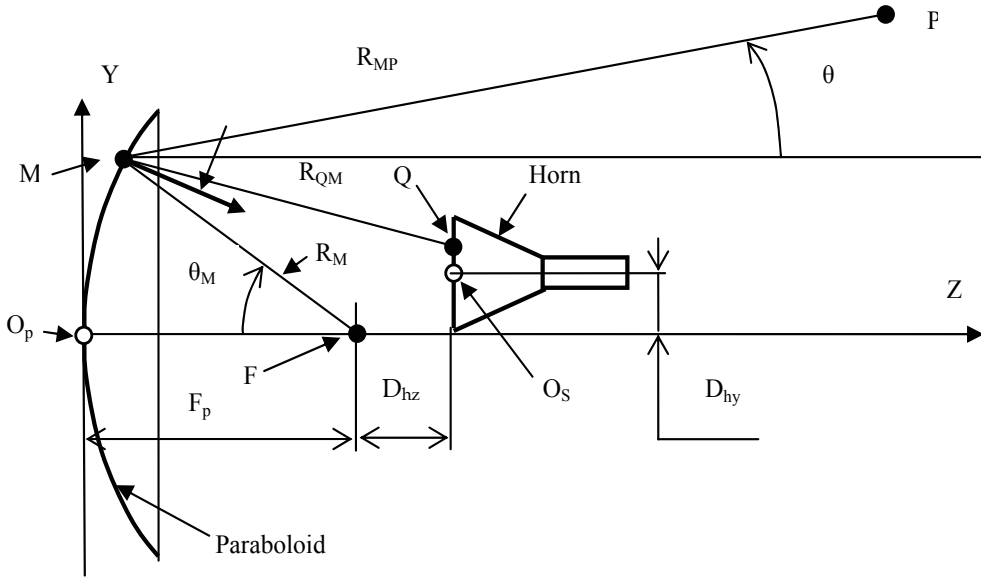 P
R_MP
Y
θ
M
R_QM
Q
Horn
R_M
θ_M
Z
O_p
F
O_S
D_hz
D_hy
F_p
Paraboloid